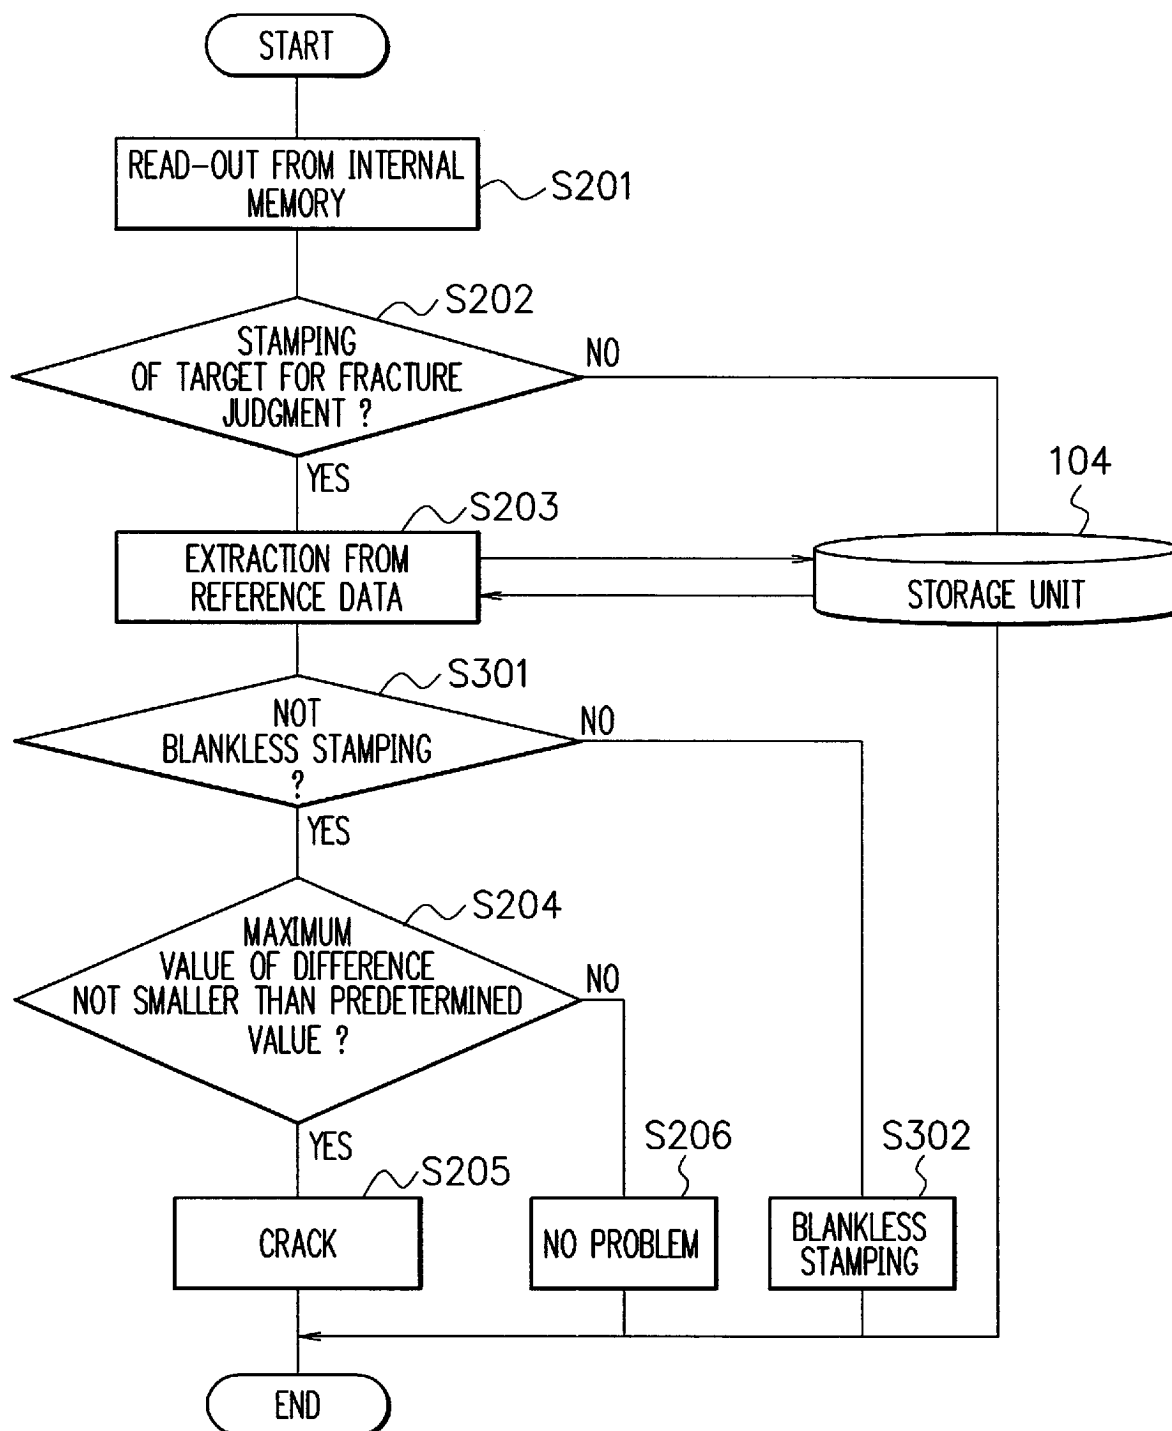 START
READ-OUT FROM INTERNAL
MEMORY
S201
S202
STAMPING
OF TARGET FOR FRACTURE
JUDGMENT ?
NO
YES
104
S203
EXTRACTION FROM
REFERENCE DATA
STORAGE UNIT
S301
NOT
BLANKLESS STAMPING
?
NO
YES
S204
MAXIMUM
VALUE OF DIFFERENCE
NOT SMALLER THAN PREDETERMINED
VALUE ?
NO
YES
S205
CRACK
S206
NO PROBLEM
S302
BLANKLESS
STAMPING
END